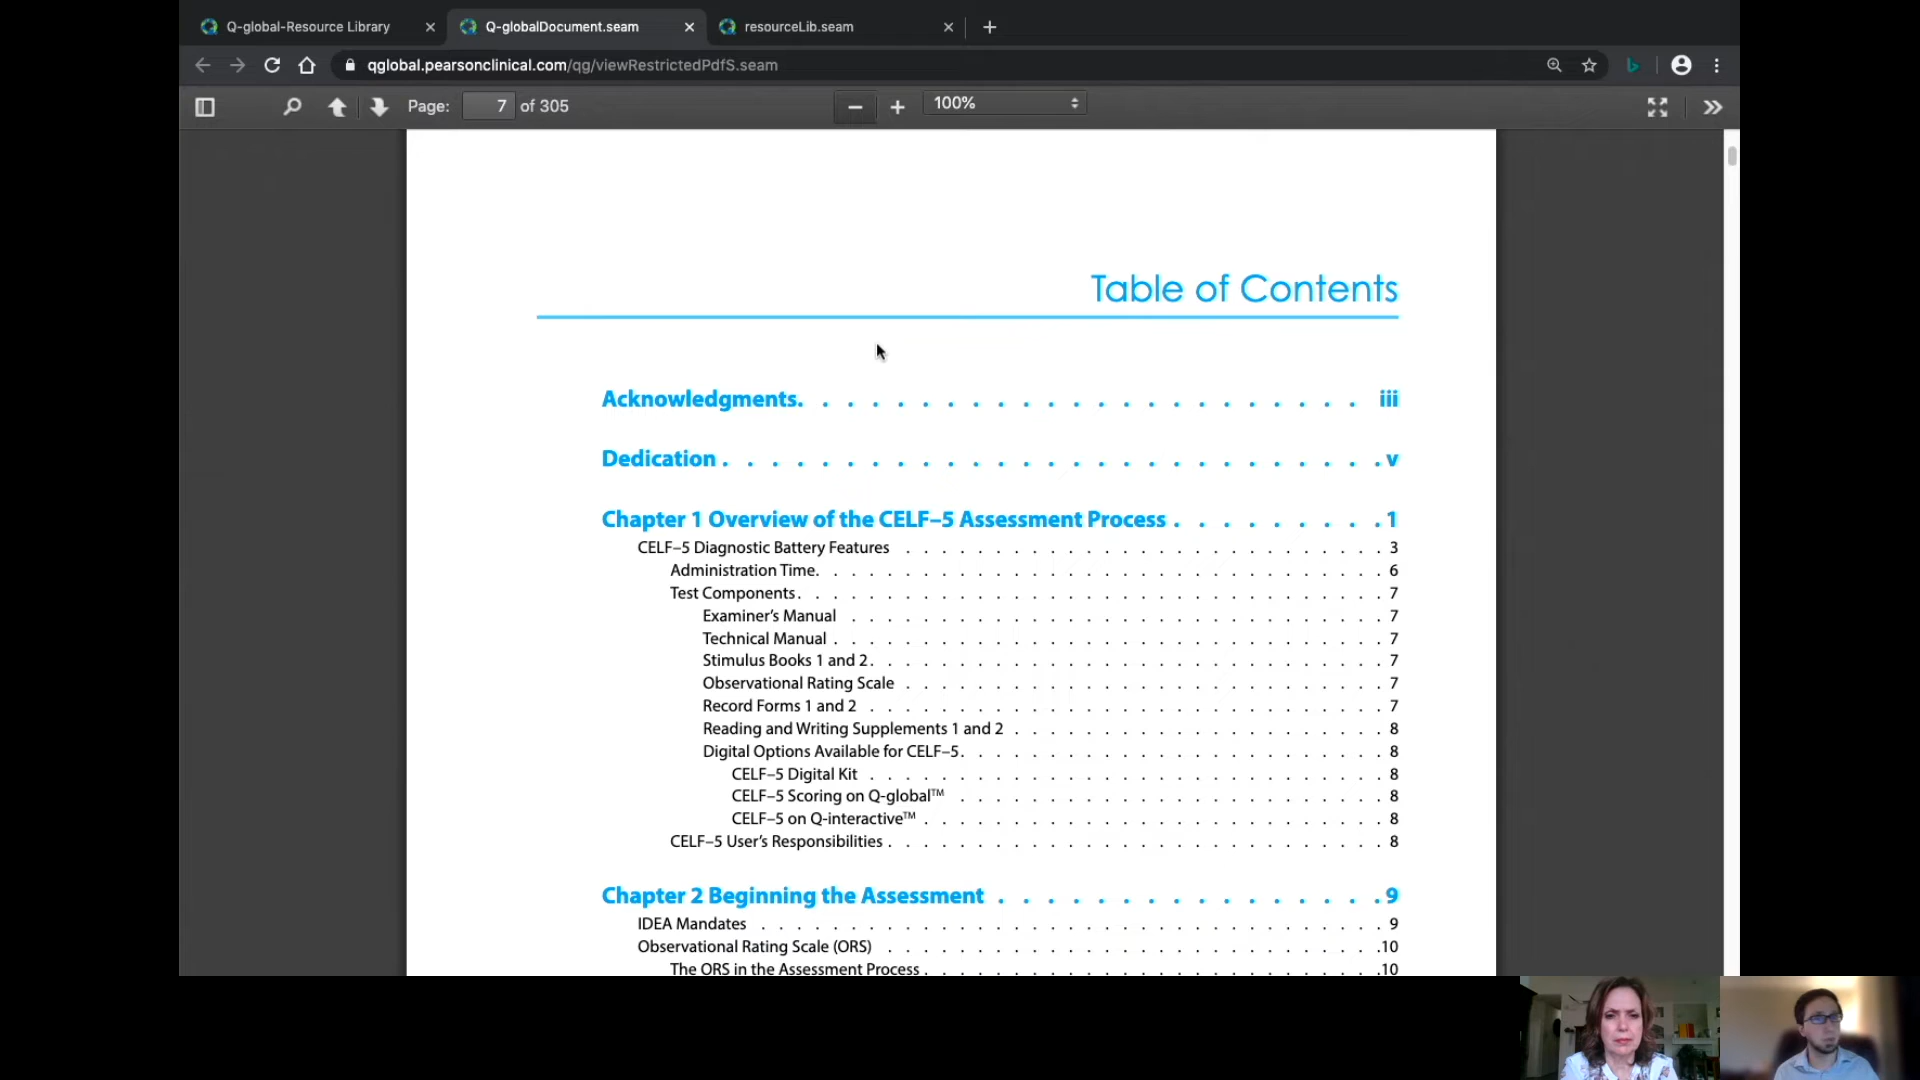 Q-global-Resource Library
Q-globalDocument.seam
resourceLib.seam
qglobal.pearsonclinical.com/qg/viewRestrictedPdfS.seam
Page: 7 of 305
100%
Table of Contents
Acknowledgments. . . . . . . . . . . . . . . . . . . . . . . iii
Dedication . . . . . . . . . . . . . . . . . . . . . . . . . . . v
Chapter 1 Overview of the CELF–5 Assessment Process . . . . . . . . . 1
CELF–5 Diagnostic Battery Features . . . . . . . . . . . . . . . . . . . . . . . . . . . 3
Administration Time. . . . . . . . . . . . . . . . . . . . . . . . . . . . . . . . 6
Test Components. . . . . . . . . . . . . . . . . . . . . . . . . . . . . . . . . 7
Examiner’s Manual . . . . . . . . . . . . . . . . . . . . . . . . . . . . . . 7
Technical Manual . . . . . . . . . . . . . . . . . . . . . . . . . . . . . . . 7
Stimulus Books 1 and 2. . . . . . . . . . . . . . . . . . . . . . . . . . . . . 7
Observational Rating Scale . . . . . . . . . . . . . . . . . . . . . . . . . . . 7
Record Forms 1 and 2 . . . . . . . . . . . . . . . . . . . . . . . . . . . . . 7
Reading and Writing Supplements 1 and 2 . . . . . . . . . . . . . . . . . . . . . 8
Digital Options Available for CELF–5. . . . . . . . . . . . . . . . . . . . . . . . 8
CELF–5 Digital Kit . . . . . . . . . . . . . . . . . . . . . . . . . . . . . 8
CELF–5 Scoring on Q-global™ . . . . . . . . . . . . . . . . . . . . . . . . 8
CELF–5 on Q-interactive™ . . . . . . . . . . . . . . . . . . . . . . . . . . 8
CELF–5 User’s Responsibilities . . . . . . . . . . . . . . . . . . . . . . . . . . . . 8
Chapter 2 Beginning the Assessment . . . . . . . . . . . . . . . . 9
IDEA Mandates . . . . . . . . . . . . . . . . . . . . . . . . . . . . . . . . . . . 9
Observational Rating Scale (ORS) . . . . . . . . . . . . . . . . . . . . . . . . . . . .10
The ORS in the Assessment Process . . . . . . . . . . . . . . . . . . . . . . . . . .10